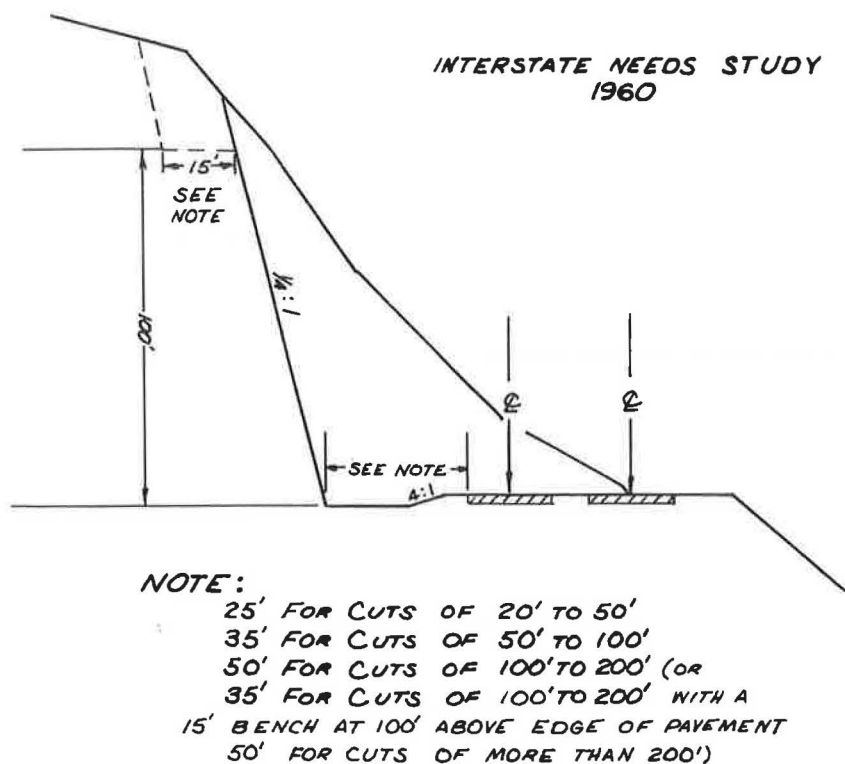 INTERSTATE NEEDS STUDY
1960
15'
SEE
NOTE
¼:1
100'
℄
℄
SEE NOTE
4:1
NOTE:
25' FOR CUTS OF 20' TO 50'
35' FOR CUTS OF 50' TO 100'
50' FOR CUTS OF 100' TO 200' (OR
35' FOR CUTS OF 100' TO 200' WITH A
15' BENCH AT 100' ABOVE EDGE OF PAVEMENT
50' FOR CUTS OF MORE THAN 200')